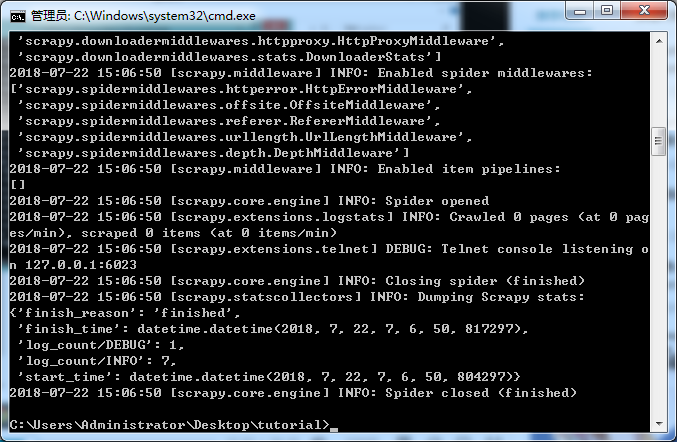 管理员: C:\Windows\system32\cmd.exe
'scrapy.downloadermiddlewares.httpproxy.HttpProxyMiddleware',
'scrapy.downloadermiddlewares.stats.DownloaderStats']
2018-07-22 15:06:50 [scrapy.middleware] INFO: Enabled spider middlewares:
['scrapy.spidermiddlewares.httperror.HttpErrorMiddleware',
'scrapy.spidermiddlewares.offsite.OffsiteMiddleware',
'scrapy.spidermiddlewares.referer.RefererMiddleware',
'scrapy.spidermiddlewares.urllength.UrlLengthMiddleware',
'scrapy.spidermiddlewares.depth.DepthMiddleware']
2018-07-22 15:06:50 [scrapy.middleware] INFO: Enabled item pipelines:
[]
2018-07-22 15:06:50 [scrapy.core.engine] INFO: Spider opened
2018-07-22 15:06:50 [scrapy.extensions.logstats] INFO: Crawled 0 pages (at 0 pag
es/min), scraped 0 items (at 0 items/min)
2018-07-22 15:06:50 [scrapy.extensions.telnet] DEBUG: Telnet console listening o
n 127.0.0.1:6023
2018-07-22 15:06:50 [scrapy.core.engine] INFO: Closing spider (finished)
2018-07-22 15:06:50 [scrapy.statscollectors] INFO: Dumping Scrapy stats:
{'finish_reason': 'finished',
'finish_time': datetime.datetime(2018, 7, 22, 7, 6, 50, 817297),
'log_count/DEBUG': 1,
'log_count/INFO': 7,
'start_time': datetime.datetime(2018, 7, 22, 7, 6, 50, 804297)}
2018-07-22 15:06:50 [scrapy.core.engine] INFO: Spider closed (finished)
C:\Users\Administrator\Desktop\tutorial>